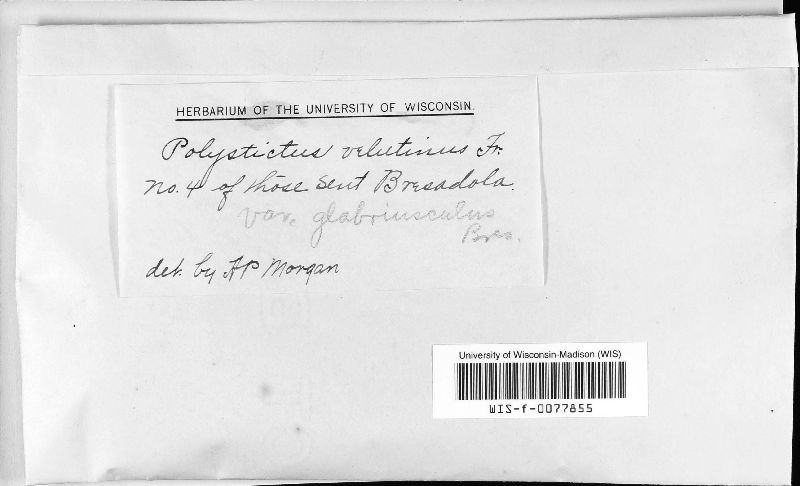 HERBARIUM OF THE UNIVERSITY OF WISCONSIN.
Polystictus velutinus Fr.
No. 4 of those sent Bresadola.
var. glabriusculus
Bres.
det. by AP Morgan
University of Wisconsin-Madison (WIS)
WIS-f-0077855